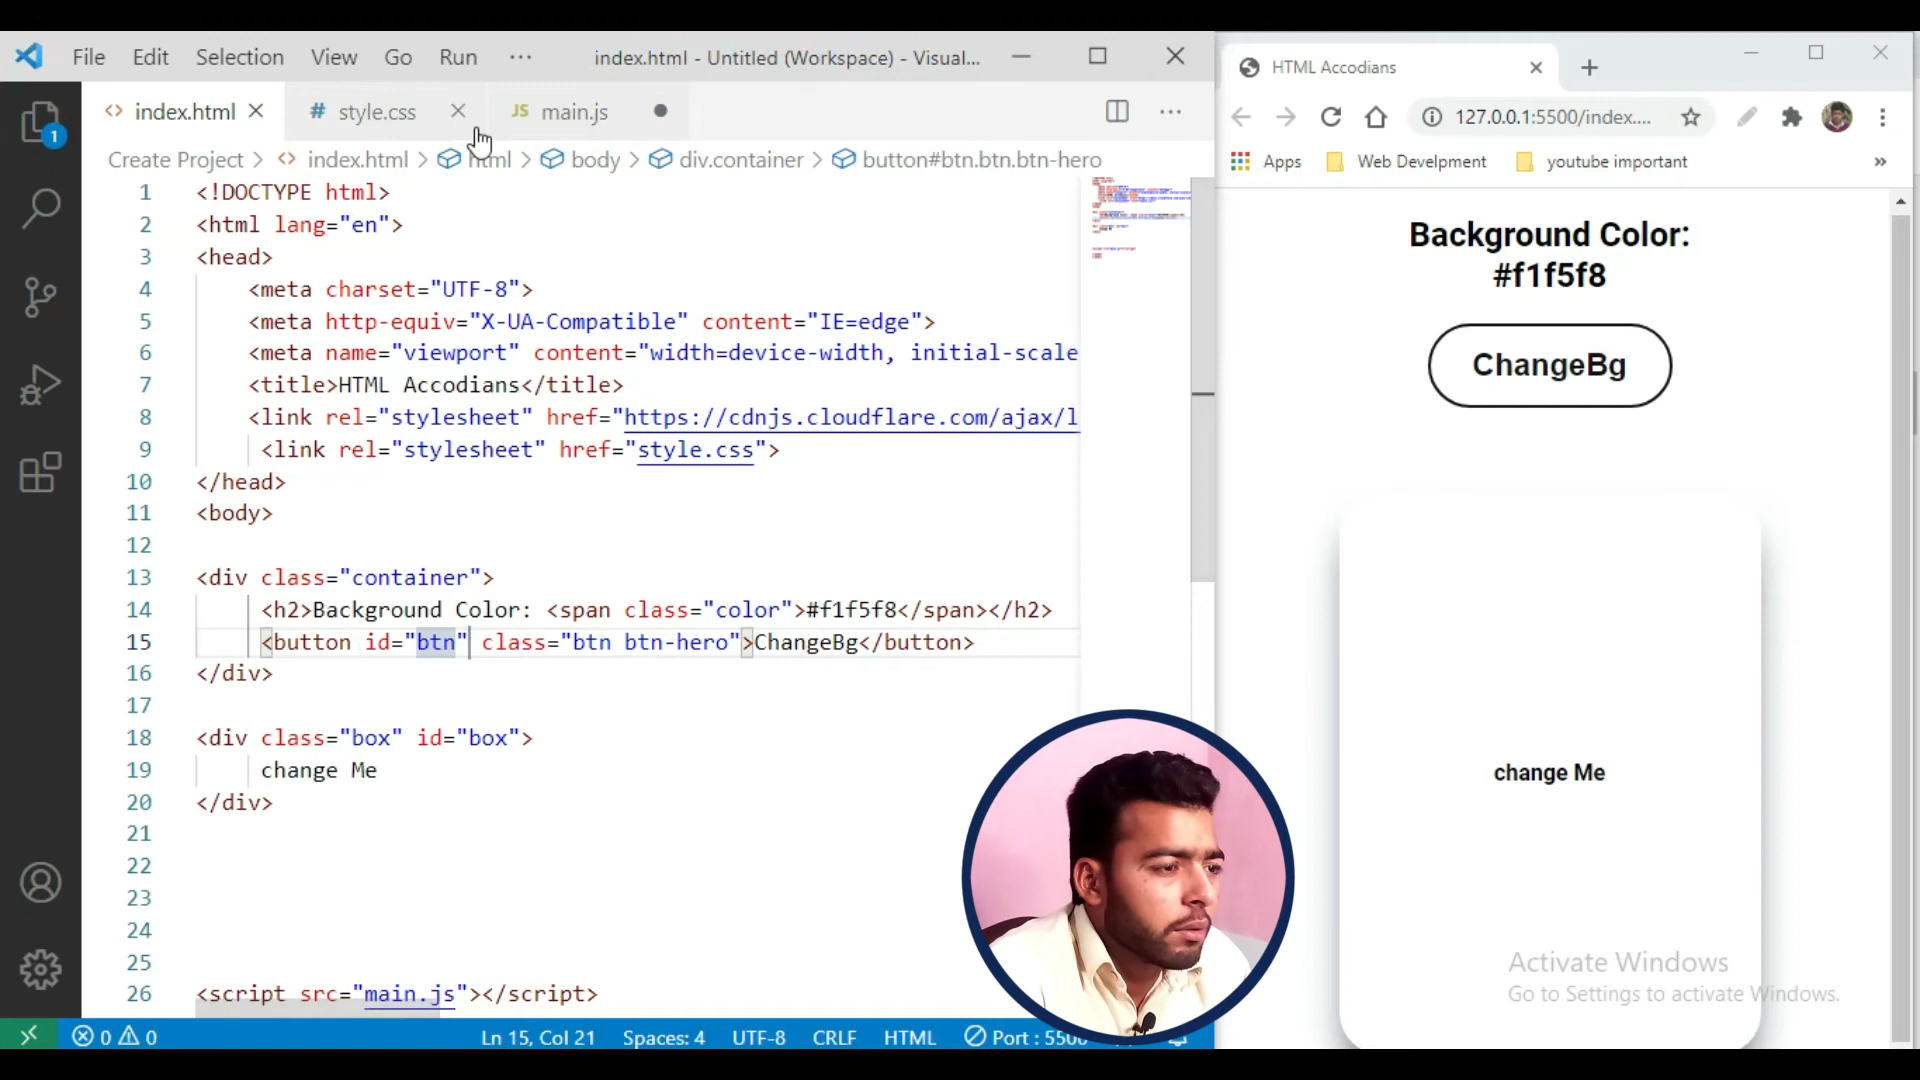 File Edit Selection View Go Run ··· index.html - Untitled (Workspace) - Visual...
index.html style.css JS main.js
Create Project > index.html > html > body > div.container > button#btn.btn.btn-hero
1 <!DOCTYPE html>
2 <html lang="en">
3 <head>
4 <meta charset="UTF-8">
5 <meta http-equiv="X-UA-Compatible" content="IE=edge">
6 <meta name="viewport" content="width=device-width, initial-scale
7 <title>HTML Accodians</title>
8 <link rel="stylesheet" href="https://cdnjs.cloudflare.com/ajax/l
9 <link rel="stylesheet" href="style.css">
10 </head>
11 <body>
12
13 <div class="container">
14 <h2>Background Color: <span class="color">#f1f5f8</span></h2>
15 <button id="btn" class="btn btn-hero">ChangeBg</button>
16 </div>
17
18 <div class="box" id="box">
19 change Me
20 </div>
21
22
23
24
25
26 <script src="main.js"></script>
1
0 0 Ln 15, Col 21 Spaces: 4 UTF-8 CRLF HTML Port : 5500
HTML Accodians
127.0.0.1:5500/index....
Apps Web Develpment youtube important »
Background Color:
#f1f5f8
ChangeBg
change Me
Activate Windows
Go to Settings to activate Windows.